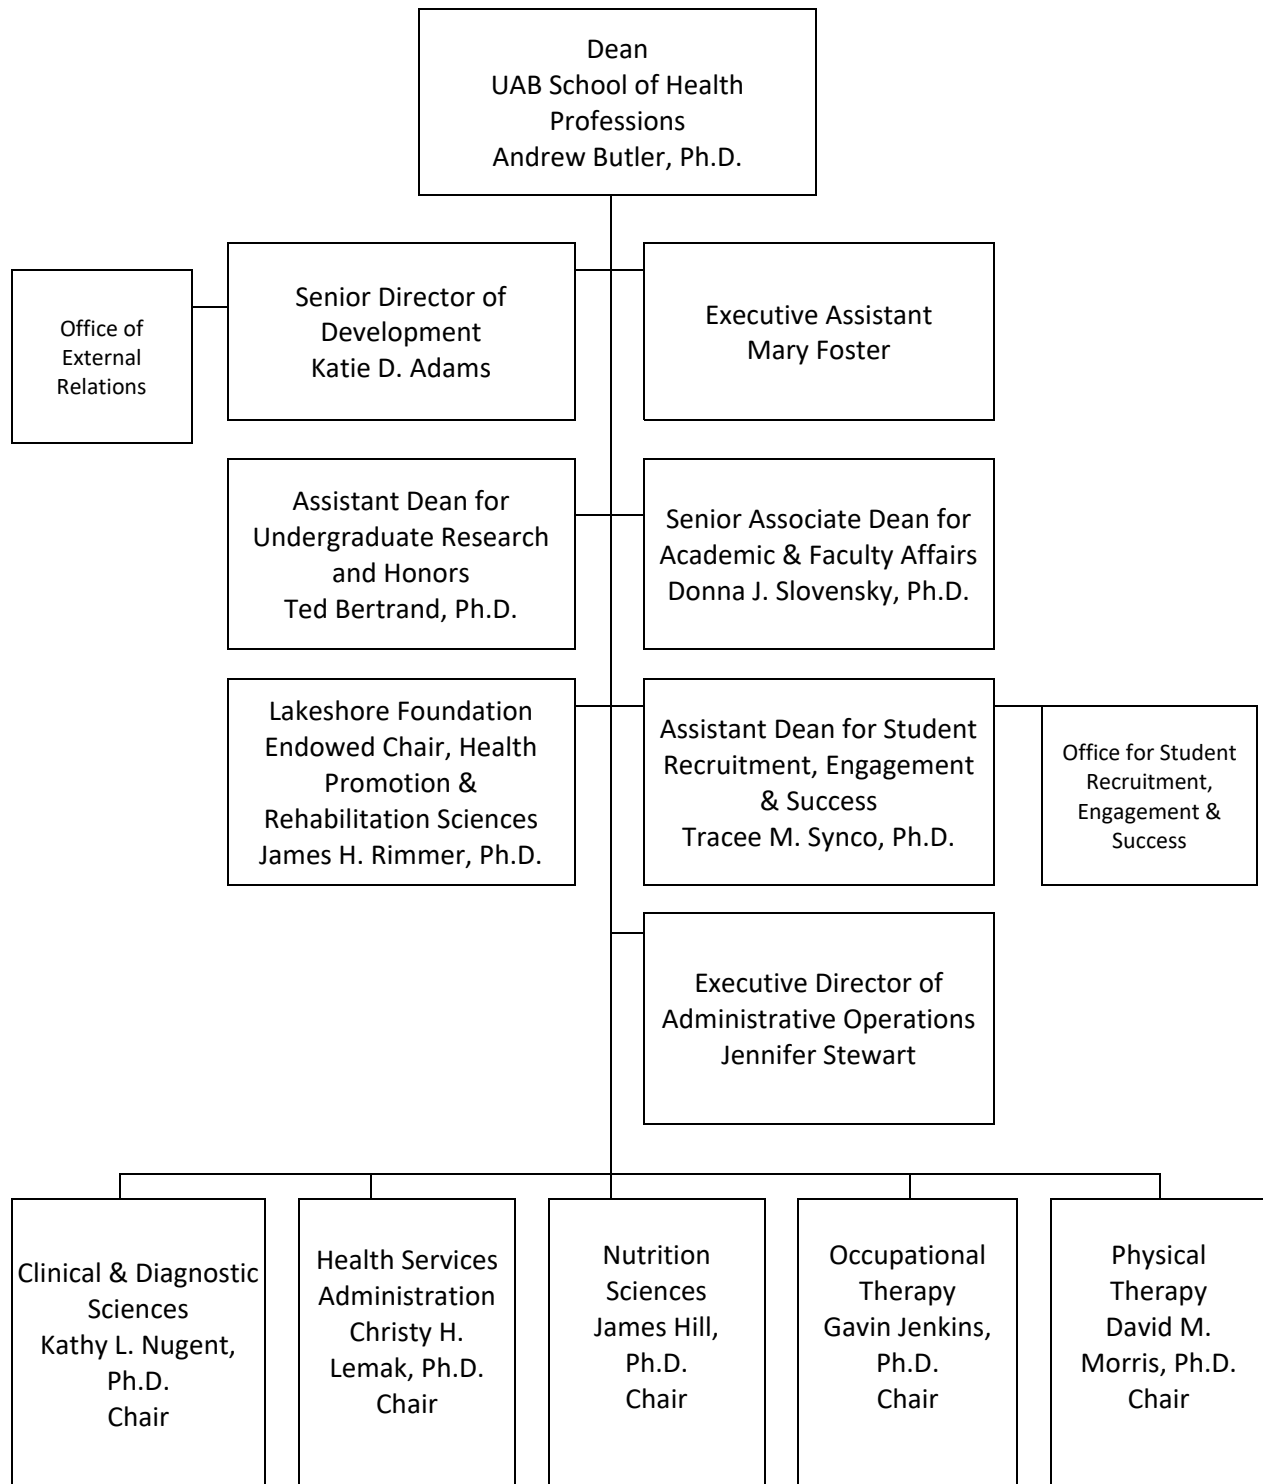 Dean
UAB School of Health
Professions
Andrew Butler, Ph.D.
Office of
External
Relations
Senior Director of
Development
Katie D. Adams
Executive Assistant
Mary Foster
Assistant Dean for
Undergraduate Research
and Honors
Ted Bertrand, Ph.D.
Senior Associate Dean for
Academic & Faculty Affairs
Donna J. Slovensky, Ph.D.
Lakeshore Foundation
Endowed Chair, Health
Promotion &
Rehabilitation Sciences
James H. Rimmer, Ph.D.
Assistant Dean for Student
Recruitment, Engagement
& Success
Tracee M. Synco, Ph.D.
Office for Student
Recruitment,
Engagement &
Success
Executive Director of
Administrative Operations
Jennifer Stewart
Clinical & Diagnostic
Sciences
Kathy L. Nugent,
Ph.D.
Chair
Health Services
Administration
Christy H.
Lemak, Ph.D.
Chair
Nutrition
Sciences
James Hill,
Ph.D.
Chair
Occupational
Therapy
Gavin Jenkins,
Ph.D.
Chair
Physical
Therapy
David M.
Morris, Ph.D.
Chair